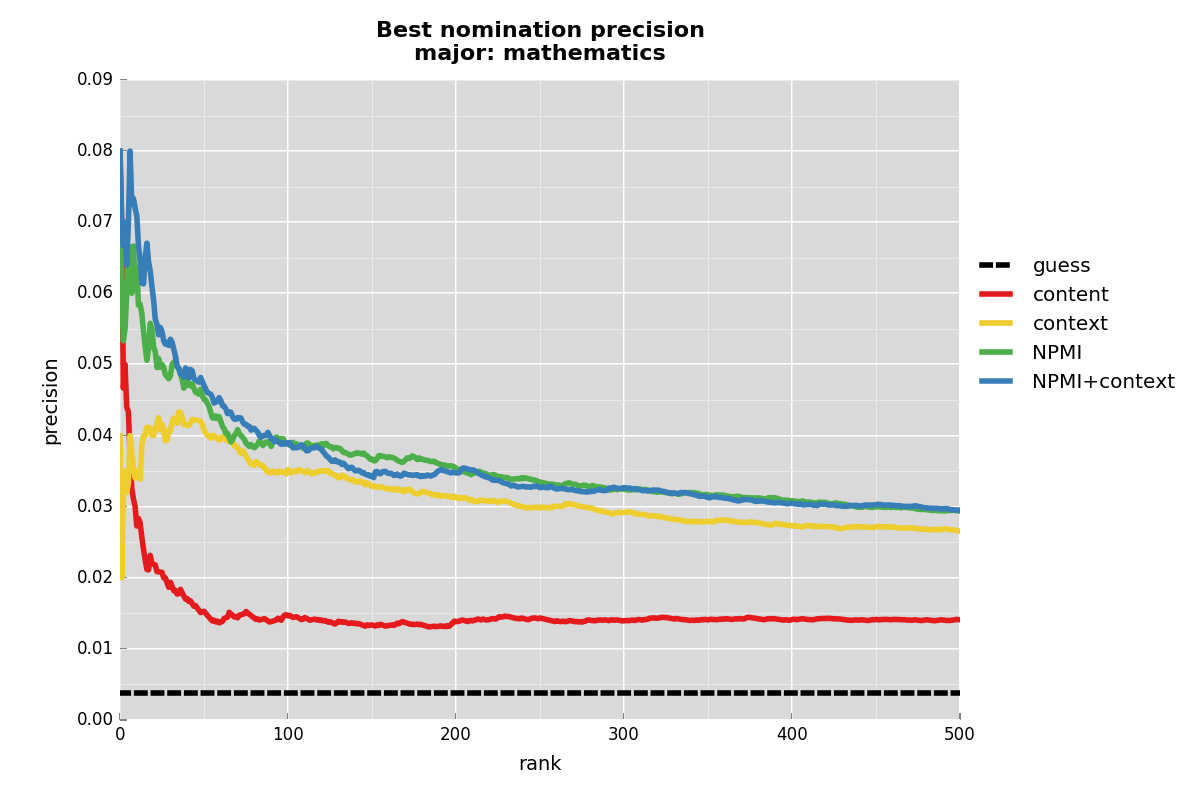 Best nomination precision
major: mathematics
precision
0.09
0.08
0.07
0.06
0.05
0.04
0.03
0.02
0.01
0.00
0
100
200
300
400
500
rank
guess
content
context
NPMI
NPMI+context